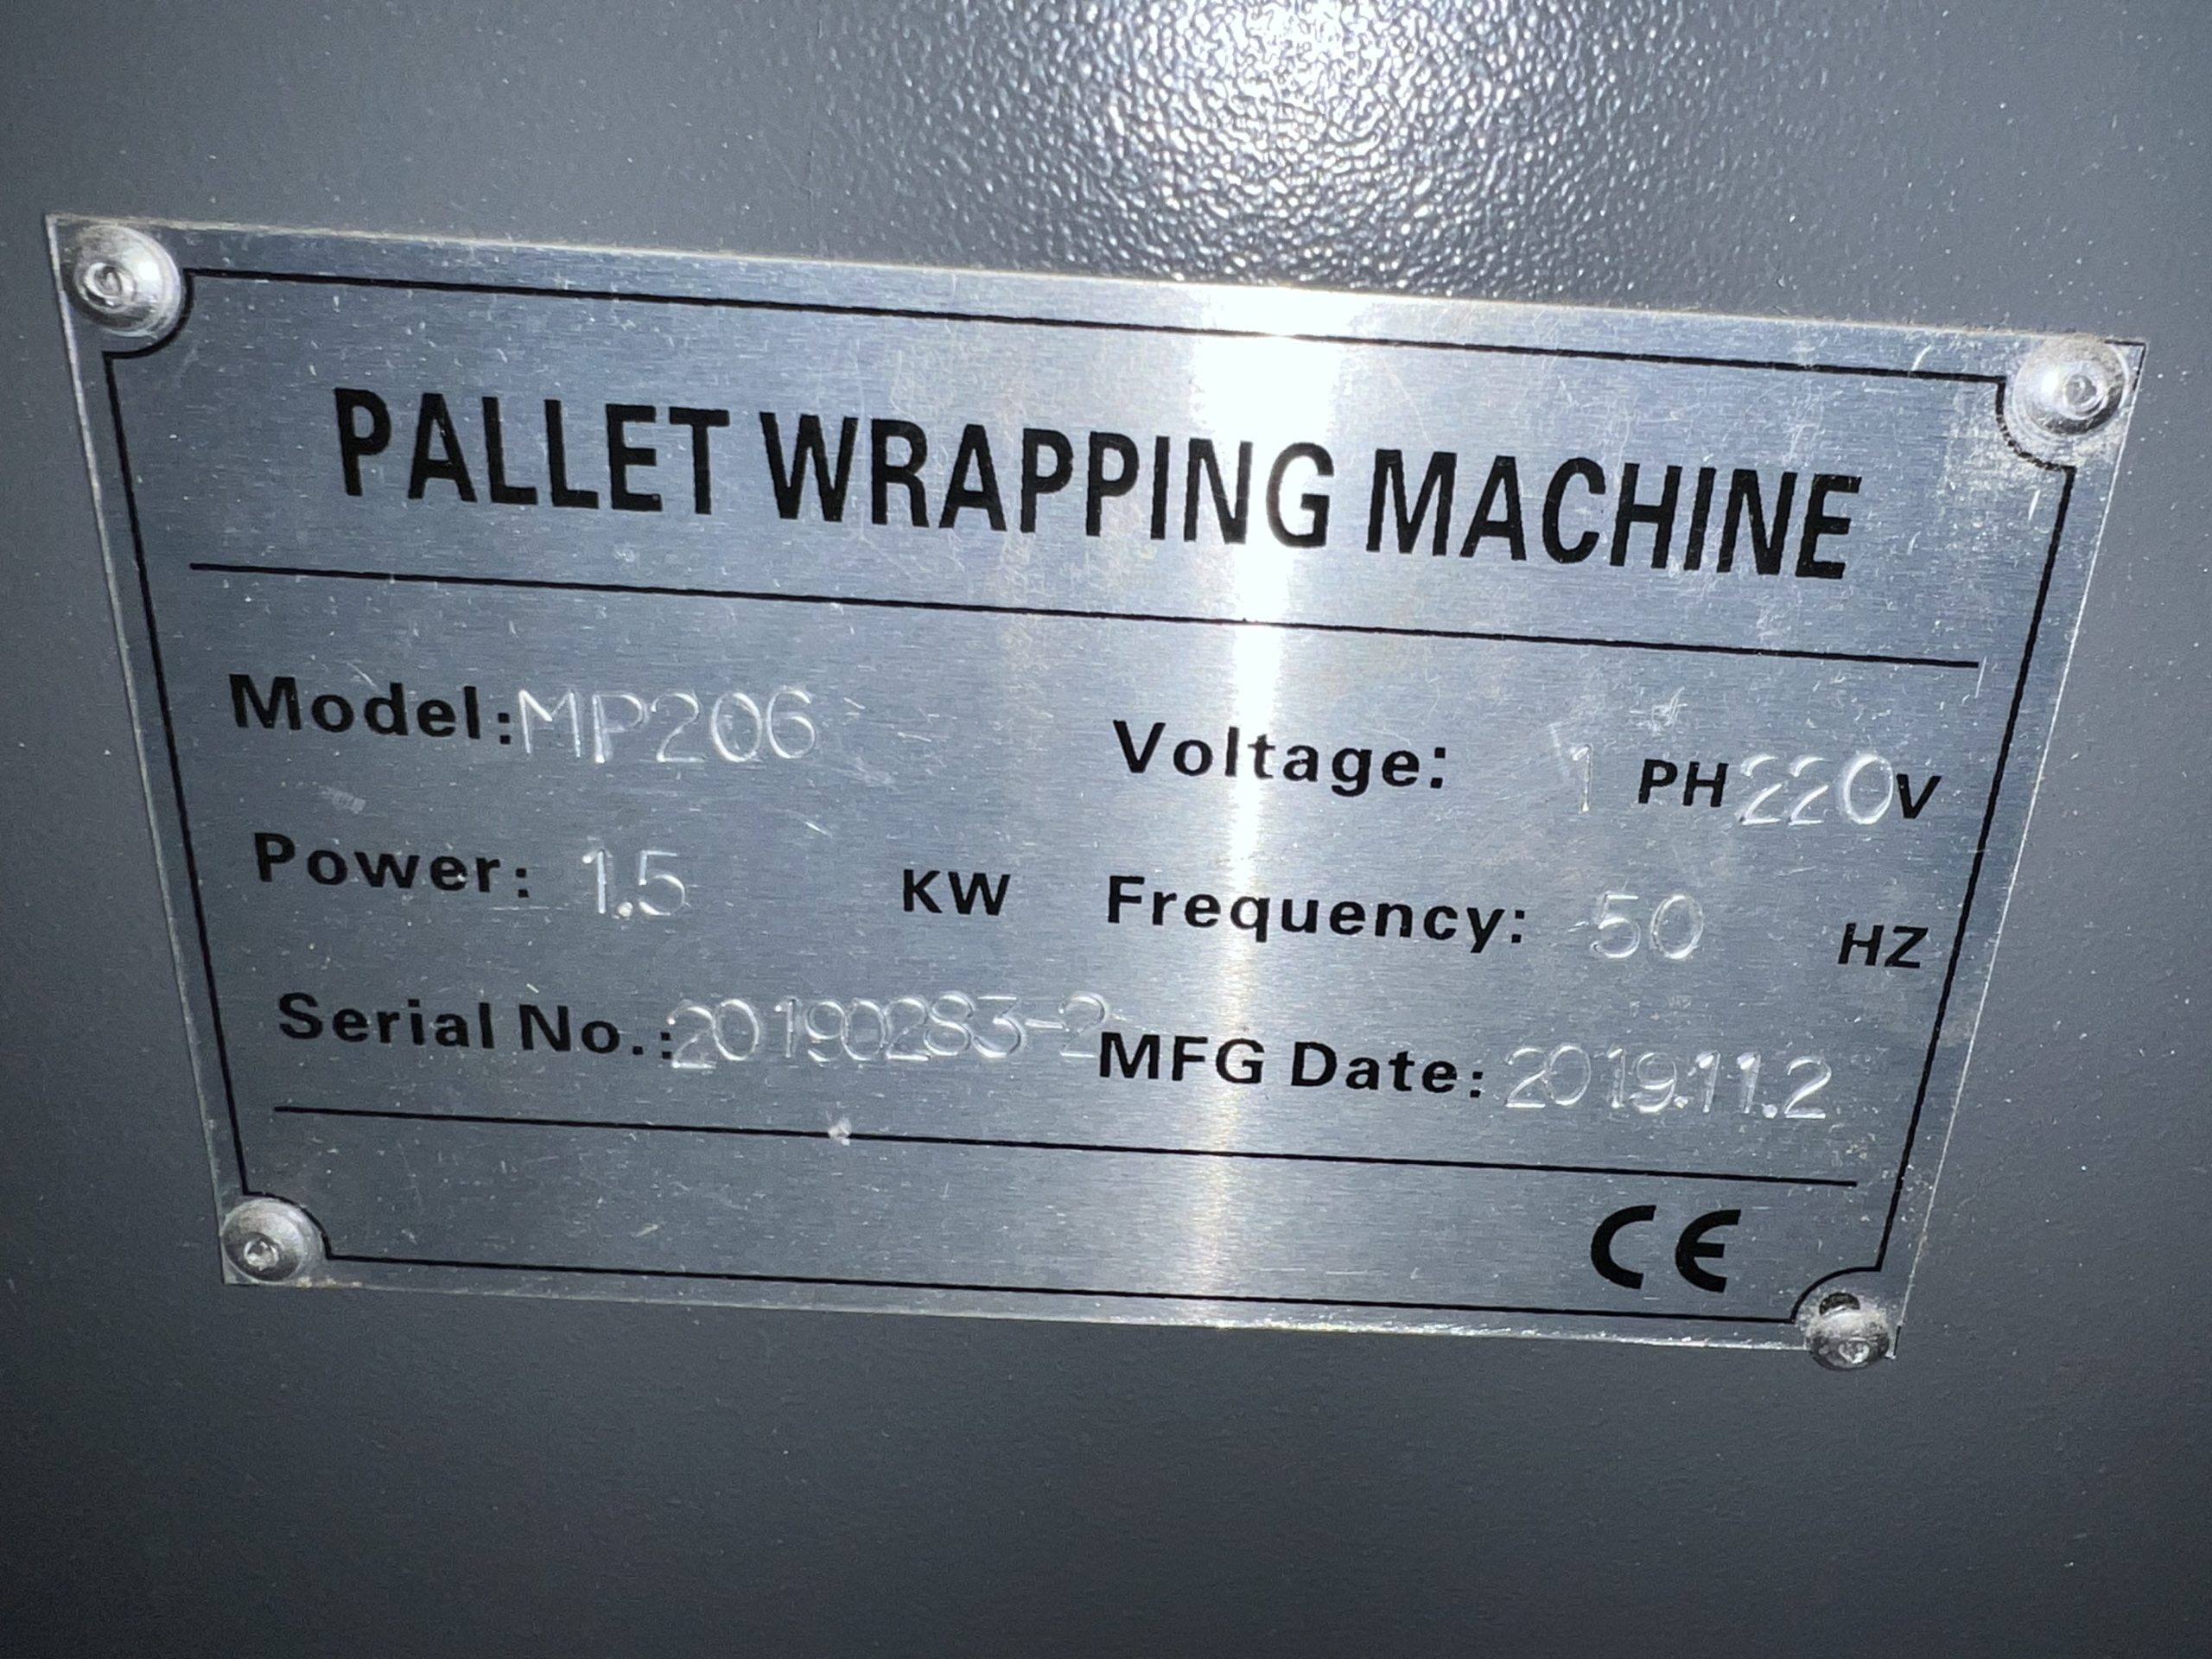 PALLET WRAPPING MACHINE
Model: MP206 Voltage: 1 PH 220 V
Power: 1.5 KW Frequency: 50 HZ
Serial No.: 20190283-2 MFG Date: 2019.11.2
CE